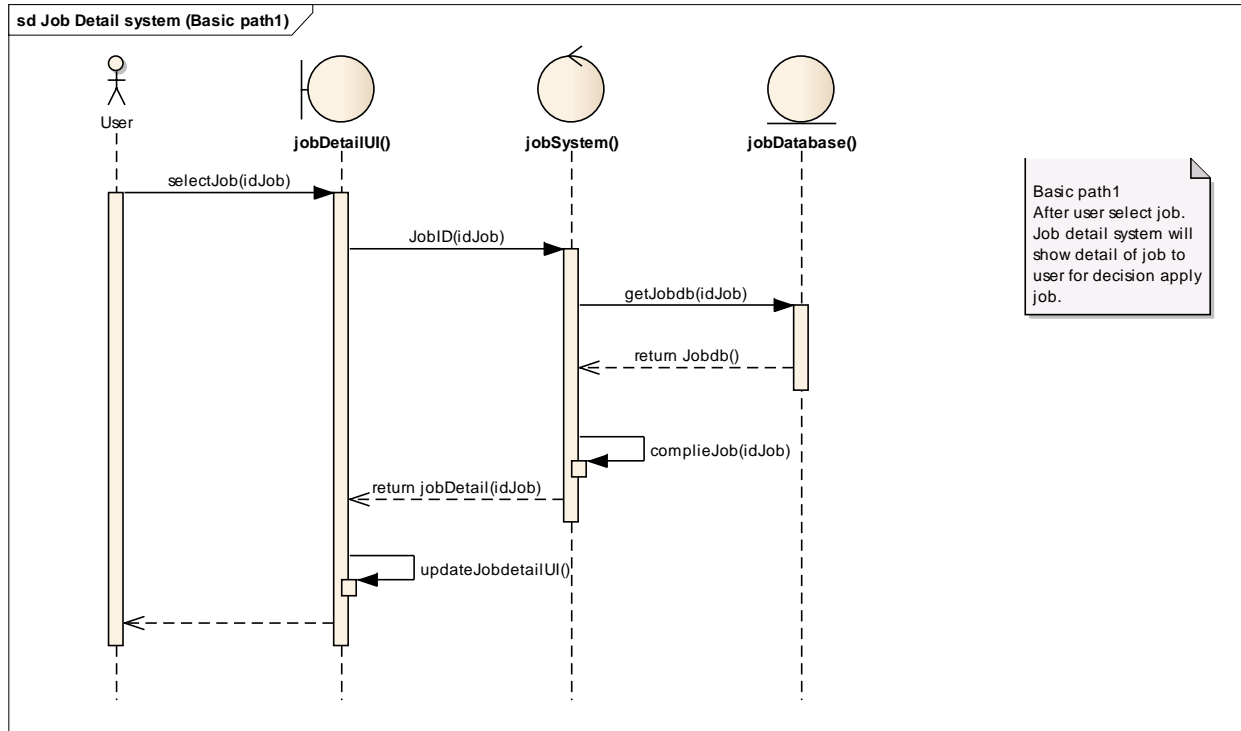 sd Job Detail system (Basic path1)
User
jobDetailUI()
jobSystem()
jobDatabase()
selectJob(idJob)
JobID(idJob)
getJobdb(idJob)
return Jobdb()
complieJob(idJob)
return jobDetail(idJob)
updateJobdetailUI()
Basic path1
After user select job.
Job detail system will
show detail of job to
user for decision apply
job.